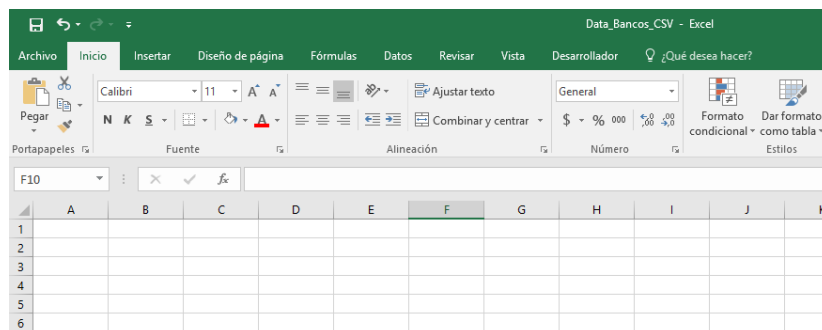 Data_Bancos_CSV - Excel
Archivo Inicio Insertar Diseño de página Fórmulas Datos Revisar Vista Desarrollador ¿Qué desea hacer?
Pegar
Calibri 11 A A
Ajustar texto
General
N K S A
Combinar y centrar
$ % 000
Formato condicional
Dar formato como tabla
Portapapeles Fuente Alineación Número Estilos
F10 fx
A B C D E F G H I J
1
2
3
4
5
6